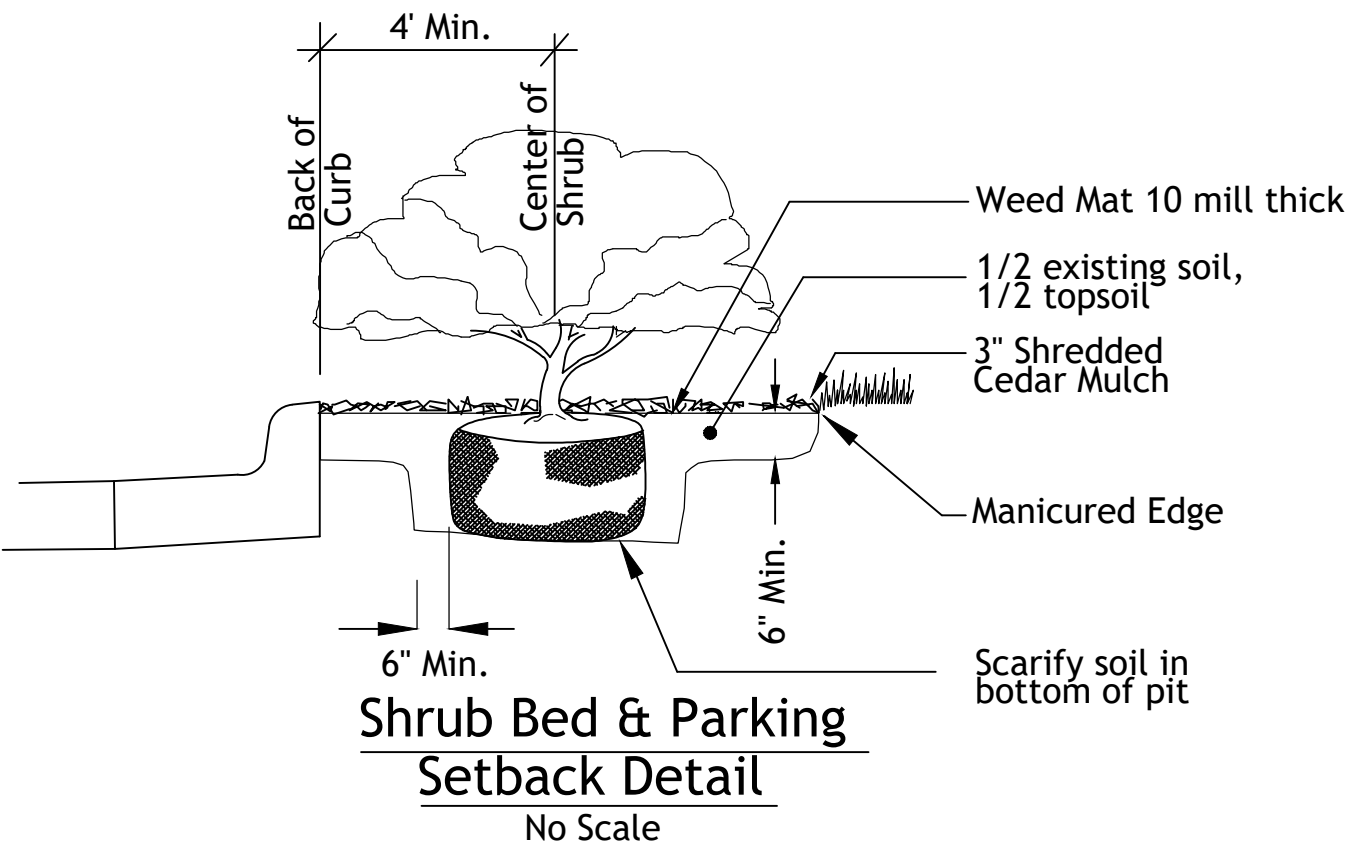 4' Min.
Back of
Curb
Center of
Shrub
Weed Mat 10 mill thick
1/2 existing soil,
1/2 topsoil
3" Shredded
Cedar Mulch
Manicured Edge
6" Min.
6" Min.
Scarify soil in
bottom of pit
Shrub Bed & Parking
Setback Detail
No Scale